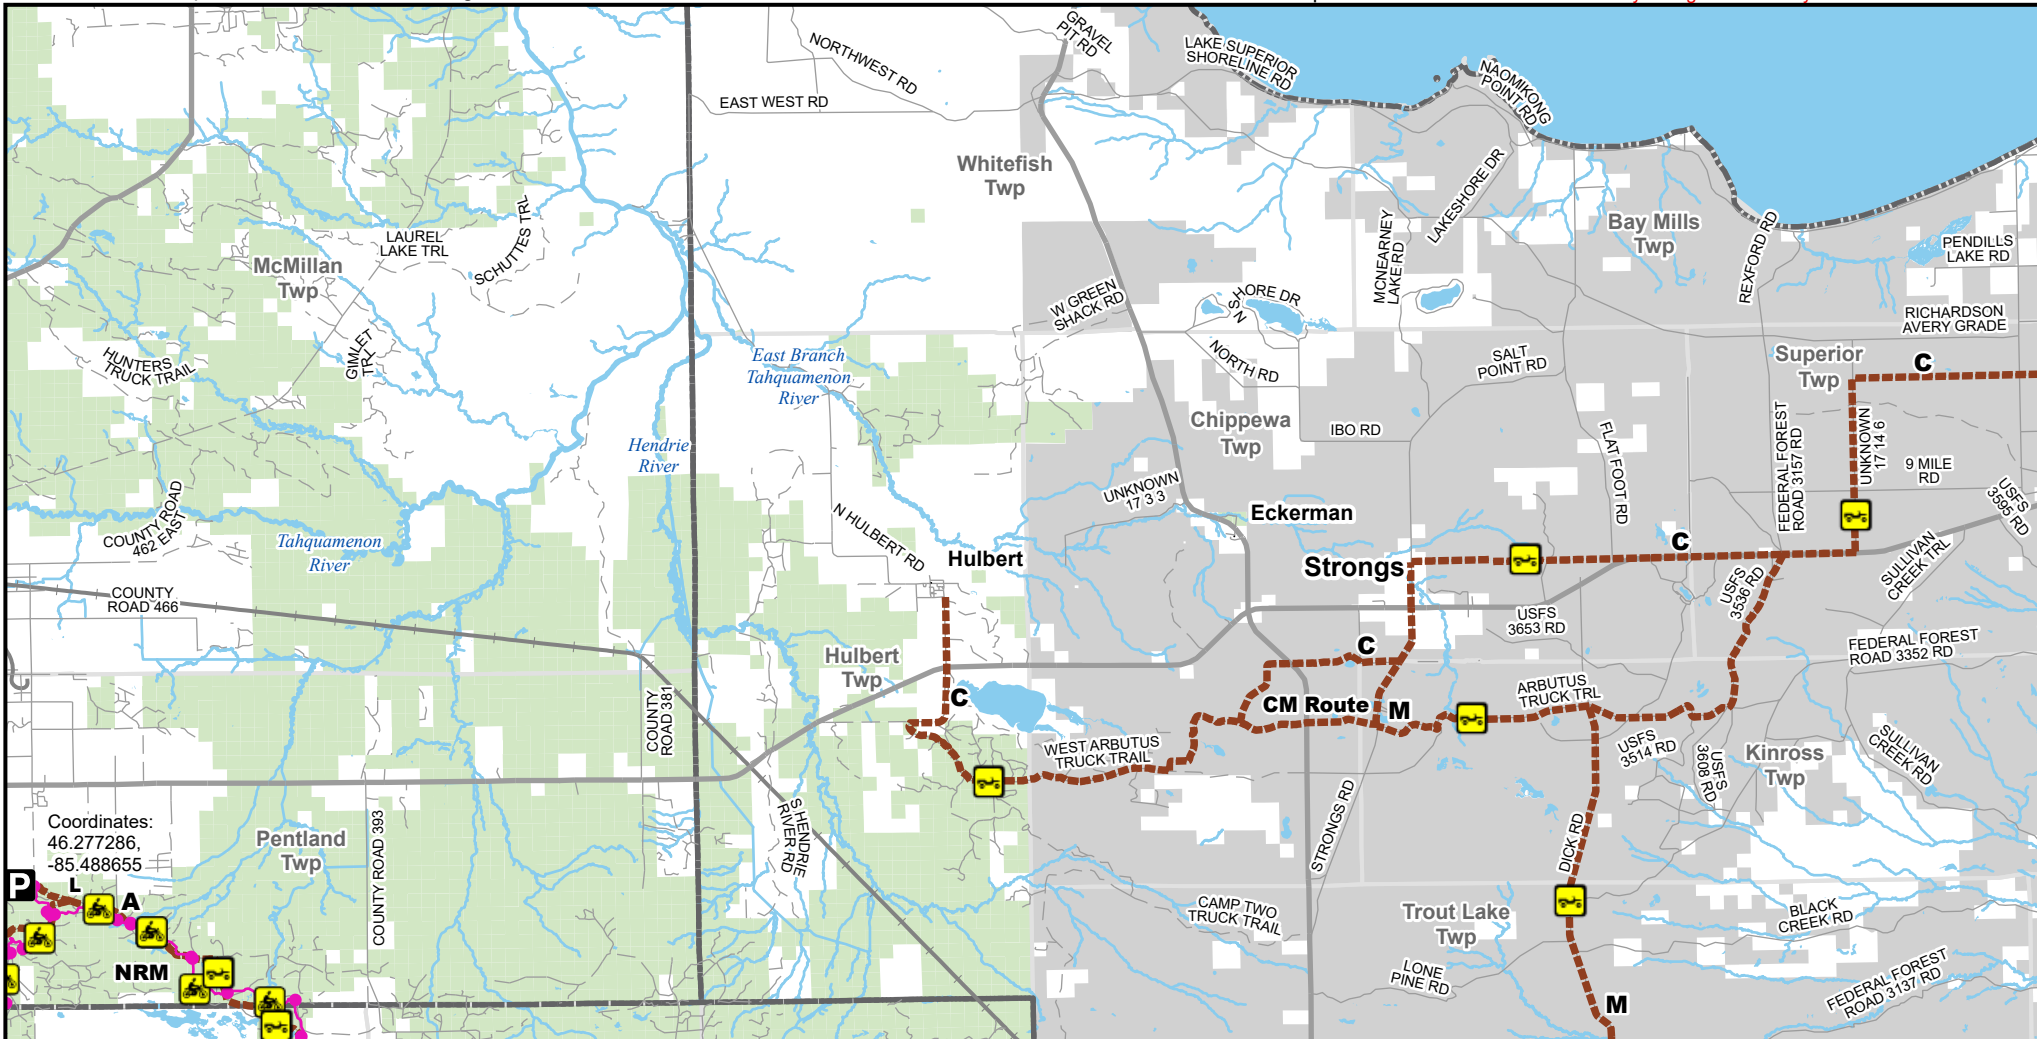 GRAVEL
PIT RD
NORTHWEST RD
EAST WEST RD
LAKE SUPERIOR
SHORELINE RD
NAOMIKONG
POINT RD
Whitefish
Twp
LAKESHORE DR
MCNEARNEY
LAKE RD
Bay Mills
Twp
REXFORD RD
PENDILLS
LAKE RD
LAUREL
LAKE TRL
SCHUTTES TRL
McMillan
Twp
W GREEN
SHACK RD
N
SHORE DR
RICHARDSON
AVERY GRADE
HUNTERS
TRUCK TRAIL
GIMLET
TRL
East Branch
Tahquamenon
River
NORTH RD
SALT
POINT RD
Superior
Twp
C
Chippewa
Twp
IBO RD
FLAT FOOT RD
FEDERAL FOREST
ROAD 3157 RD
UNKNOWN
17 14 6
9 MILE
RD
USFS
3595 RD
Hendrie
River
UNKNOWN
17 3 3
Eckerman
COUNTY ROAD
462 EAST
N HULBERT RD
Tahquamenon
River
Hulbert
Strongs
C
SULLIVAN
CREEK TRL
USFS
3536 RD
COUNTY
ROAD 466
USFS
3653 RD
FEDERAL FOREST
ROAD 3352 RD
Hulbert
Twp
C
C
CM Route
M
ARBUTUS
TRUCK TRL
COUNTY
ROAD 381
WEST ARBUTUS
TRUCK TRAIL
USFS
3514 RD
USFS
3608 RD
Kinross
Twp
SULLIVAN
CREEK RD
Coordinates:
46.277286,
-85.488655
Pentland
Twp
COUNTY ROAD 393
S HENDRIE
RIVER RD
STRONGS RD
DICK RD
P
L
A
CAMP TWO
TRUCK TRAIL
Trout Lake
Twp
BLACK
CREEK RD
NRM
LONE
PINE RD
FEDERAL FOREST
ROAD 3137 RD
M